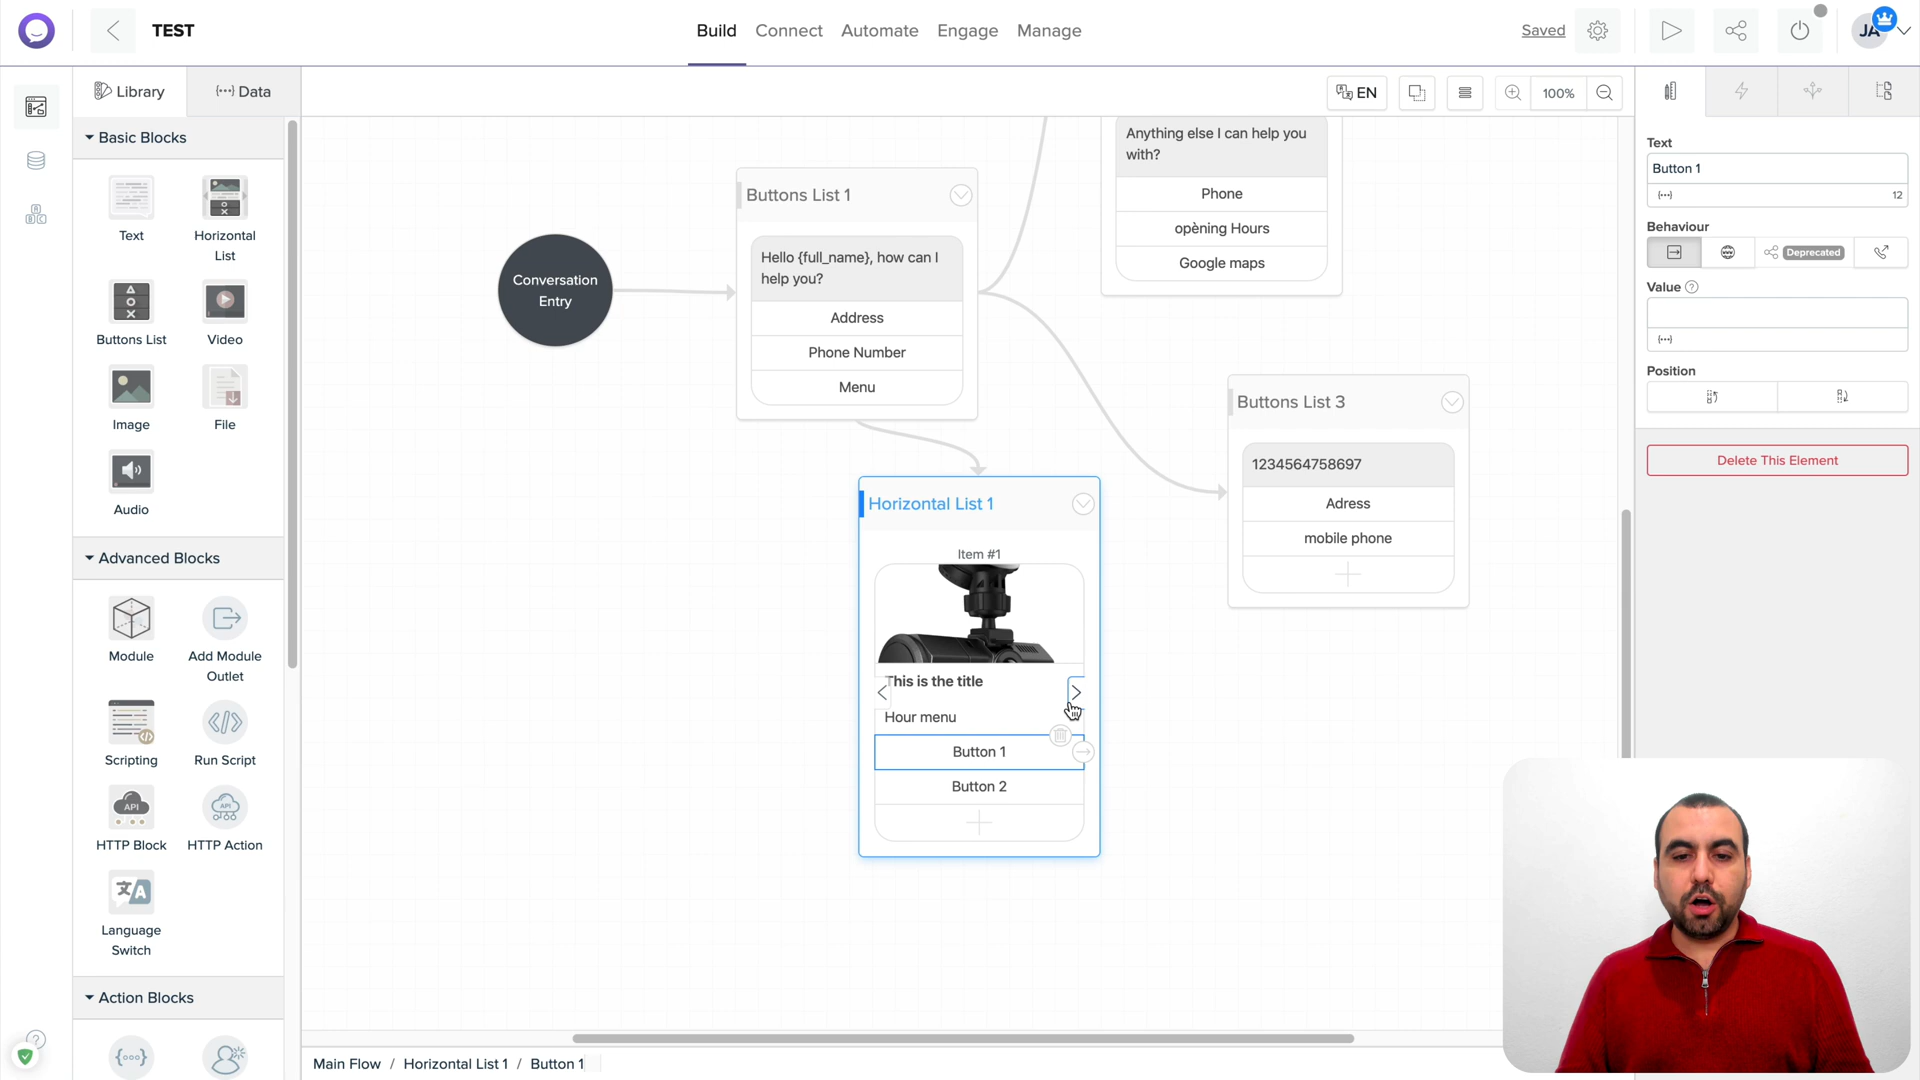 TEST
Build
Connect
Automate
Engage
Manage
Saved
JA
Library
Data
EN
100%
Basic Blocks
Text
Horizontal
List
Buttons List
Video
Image
File
Audio
Advanced Blocks
Module
Add Module
Outlet
Scripting
Run Script
API
HTTP Block
API
HTTP Action
Language
Switch
Action Blocks
Conversation
Entry
Buttons List 1
Hello {full_name}, how can I
help you?
Address
Phone Number
Menu
Anything else I can help you
with?
Phone
opèning Hours
Google maps
Buttons List 3
1234564758697
Adress
mobile phone
Horizontal List 1
Item #1
This is the title
Hour menu
Button 1
Button 2
Text
Button 1
12
Behaviour
Deprecated
Value
Position
Delete This Element
Main Flow / Horizontal List 1 / Button 1